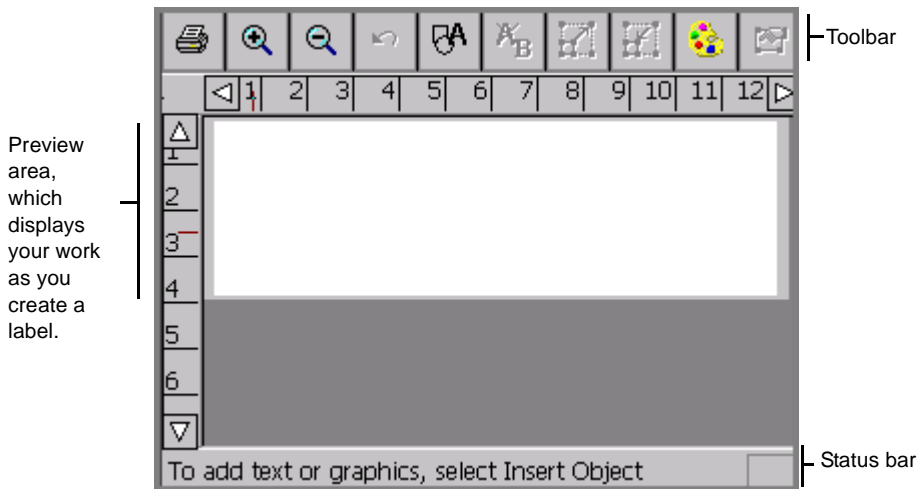 Toolbar
1 2 3 4 5 6 7 8 9 10 11 12
Preview
area,
which
displays
your work
as you
create a
label.
1
2
3
4
5
6
To add text or graphics, select Insert Object
Status bar